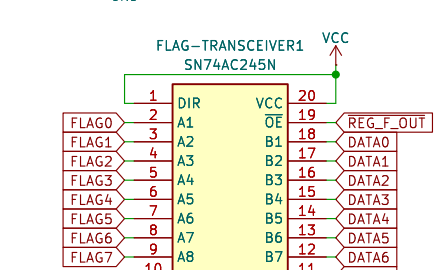 VCC
FLAG-TRANSCEIVER1
SN74AC245N
1 DIR VCC 20
FLAG0 2 A1 OE 19 REG_F_OUT
FLAG1 3 A2 B1 18 DATA0
FLAG2 4 A3 B2 17 DATA1
FLAG3 5 A4 B3 16 DATA2
FLAG4 6 A5 B4 15 DATA3
FLAG5 7 A6 B5 14 DATA4
FLAG6 8 A7 B6 13 DATA5
FLAG7 9 A8 B7 12 DATA6
10 11